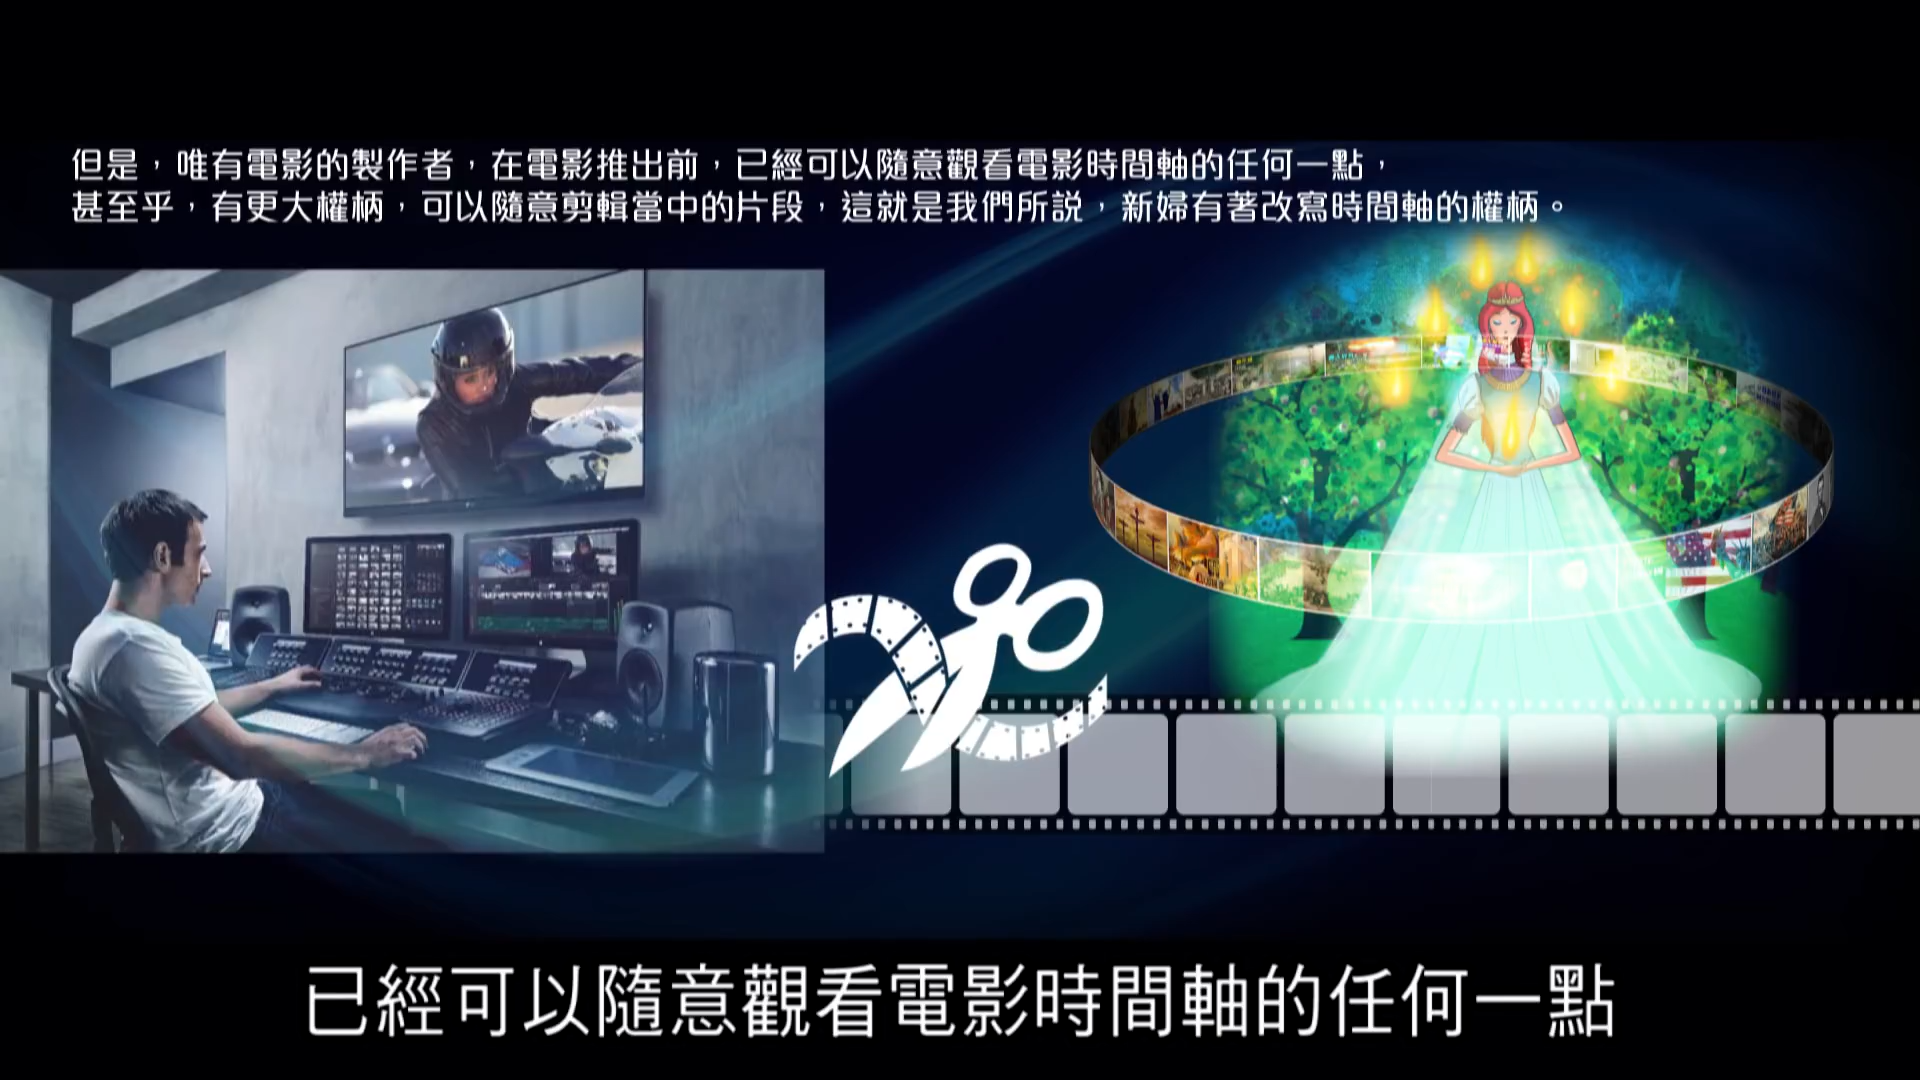 但是，唯有電影的製作者，在電影推出前，已經可以隨意觀看電影時間軸的任何一點，
甚至乎，有更大權柄，可以隨意剪輯當中的片段，這就是我們所説，新婦有著改寫時間軸的權柄。
已經可以隨意觀看電影時間軸的任何一點